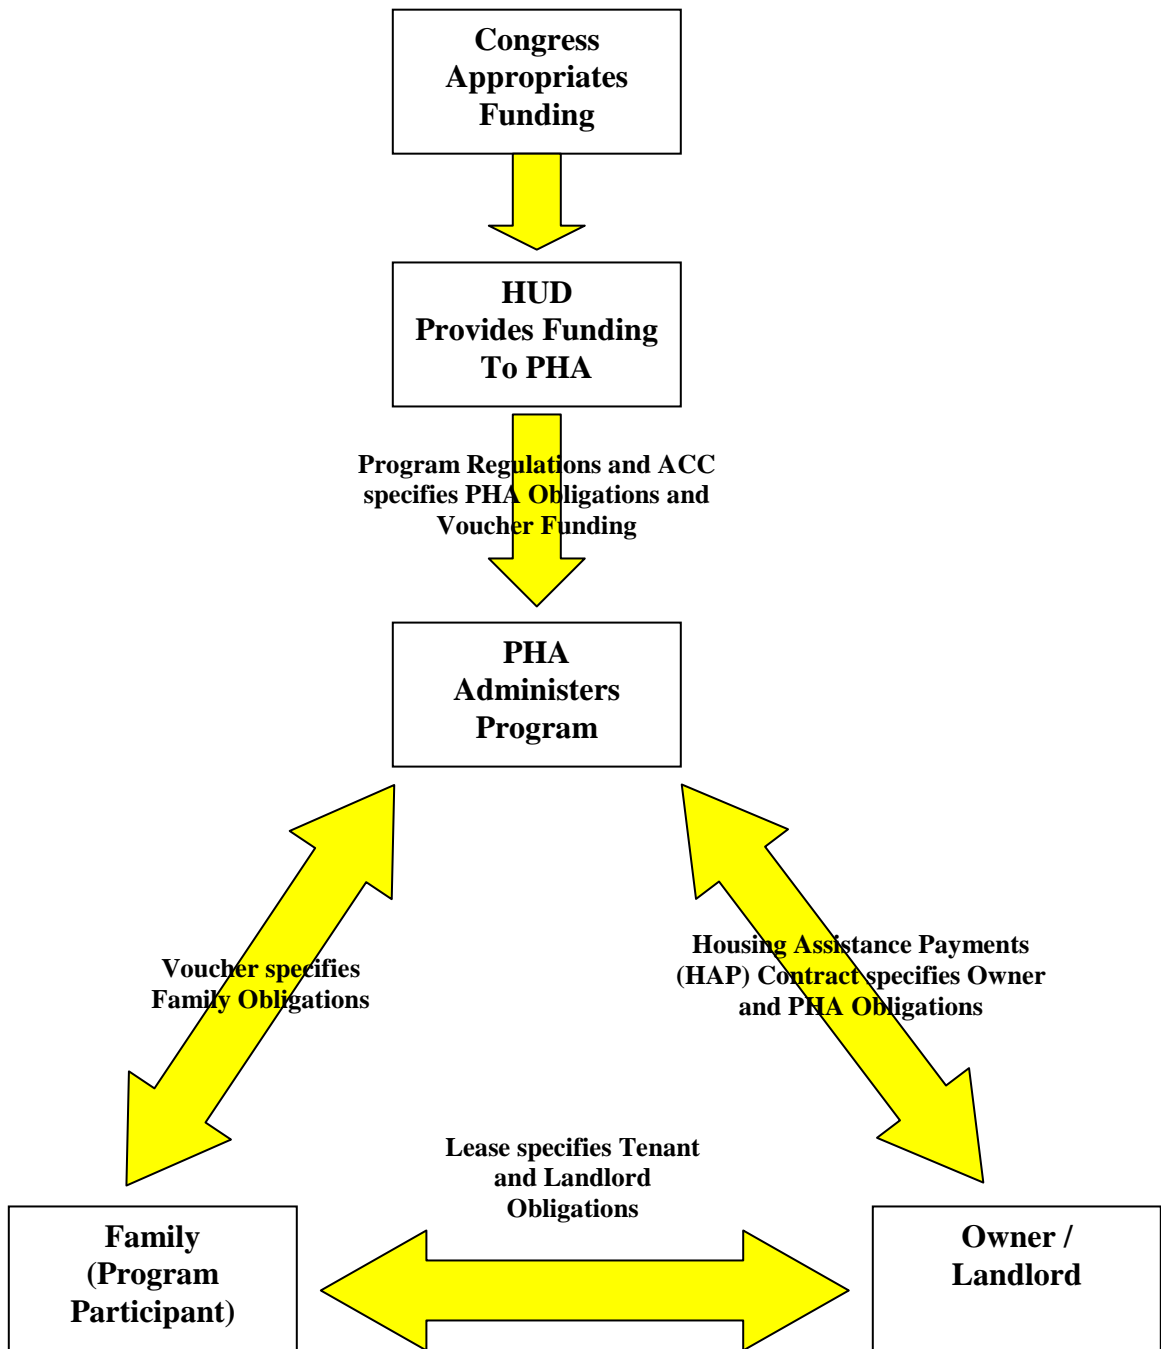 Congress
Appropriates
Funding
HUD
Provides Funding
To PHA
Program Regulations and ACC
specifies PHA Obligations and
Voucher Funding
PHA
Administers
Program
Voucher specifies
Family Obligations
Housing Assistance Payments
(HAP) Contract specifies Owner
and PHA Obligations
Lease specifies Tenant
and Landlord
Obligations
Family
(Program
Participant)
Owner /
Landlord